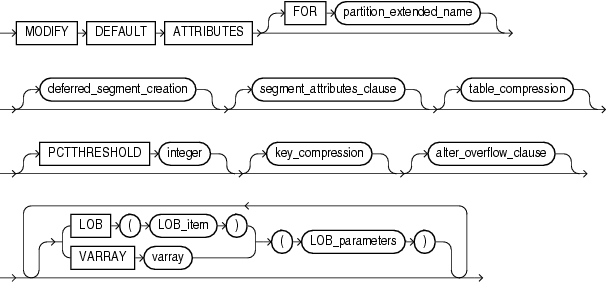 FOR partition_extended_name
MODIFY DEFAULT ATTRIBUTES
deferred_segment_creation segment_attributes_clause table_compression
PCTTHRESHOLD integer key_compression alter_overflow_clause
LOB ( LOB_item )
( LOB_parameters )
VARRAY varray